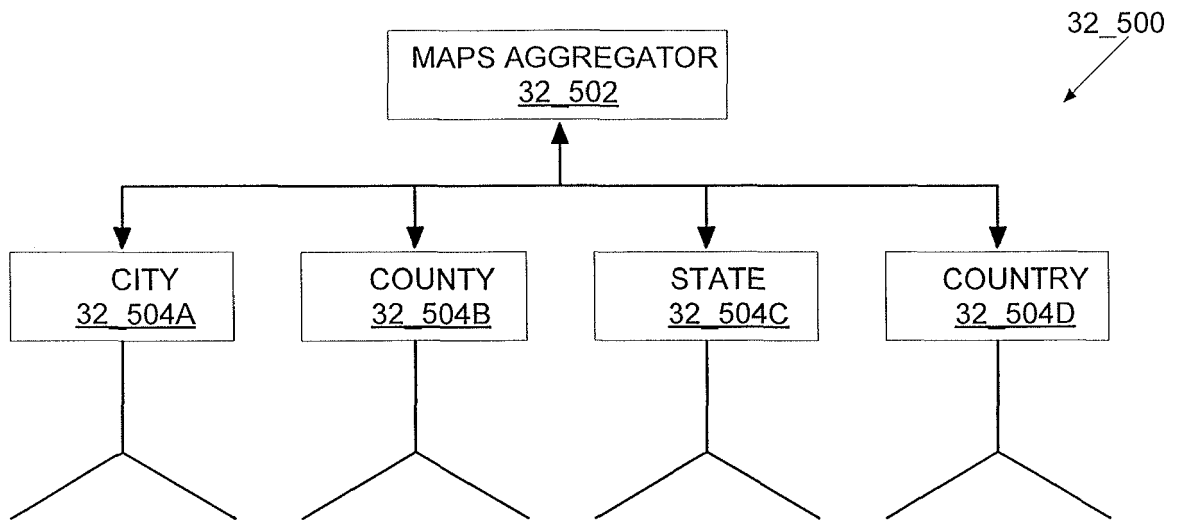 32_500
MAPS AGGREGATOR
32_502
CITY
32_504A
COUNTY
32_504B
STATE
32_504C
COUNTRY
32_504D